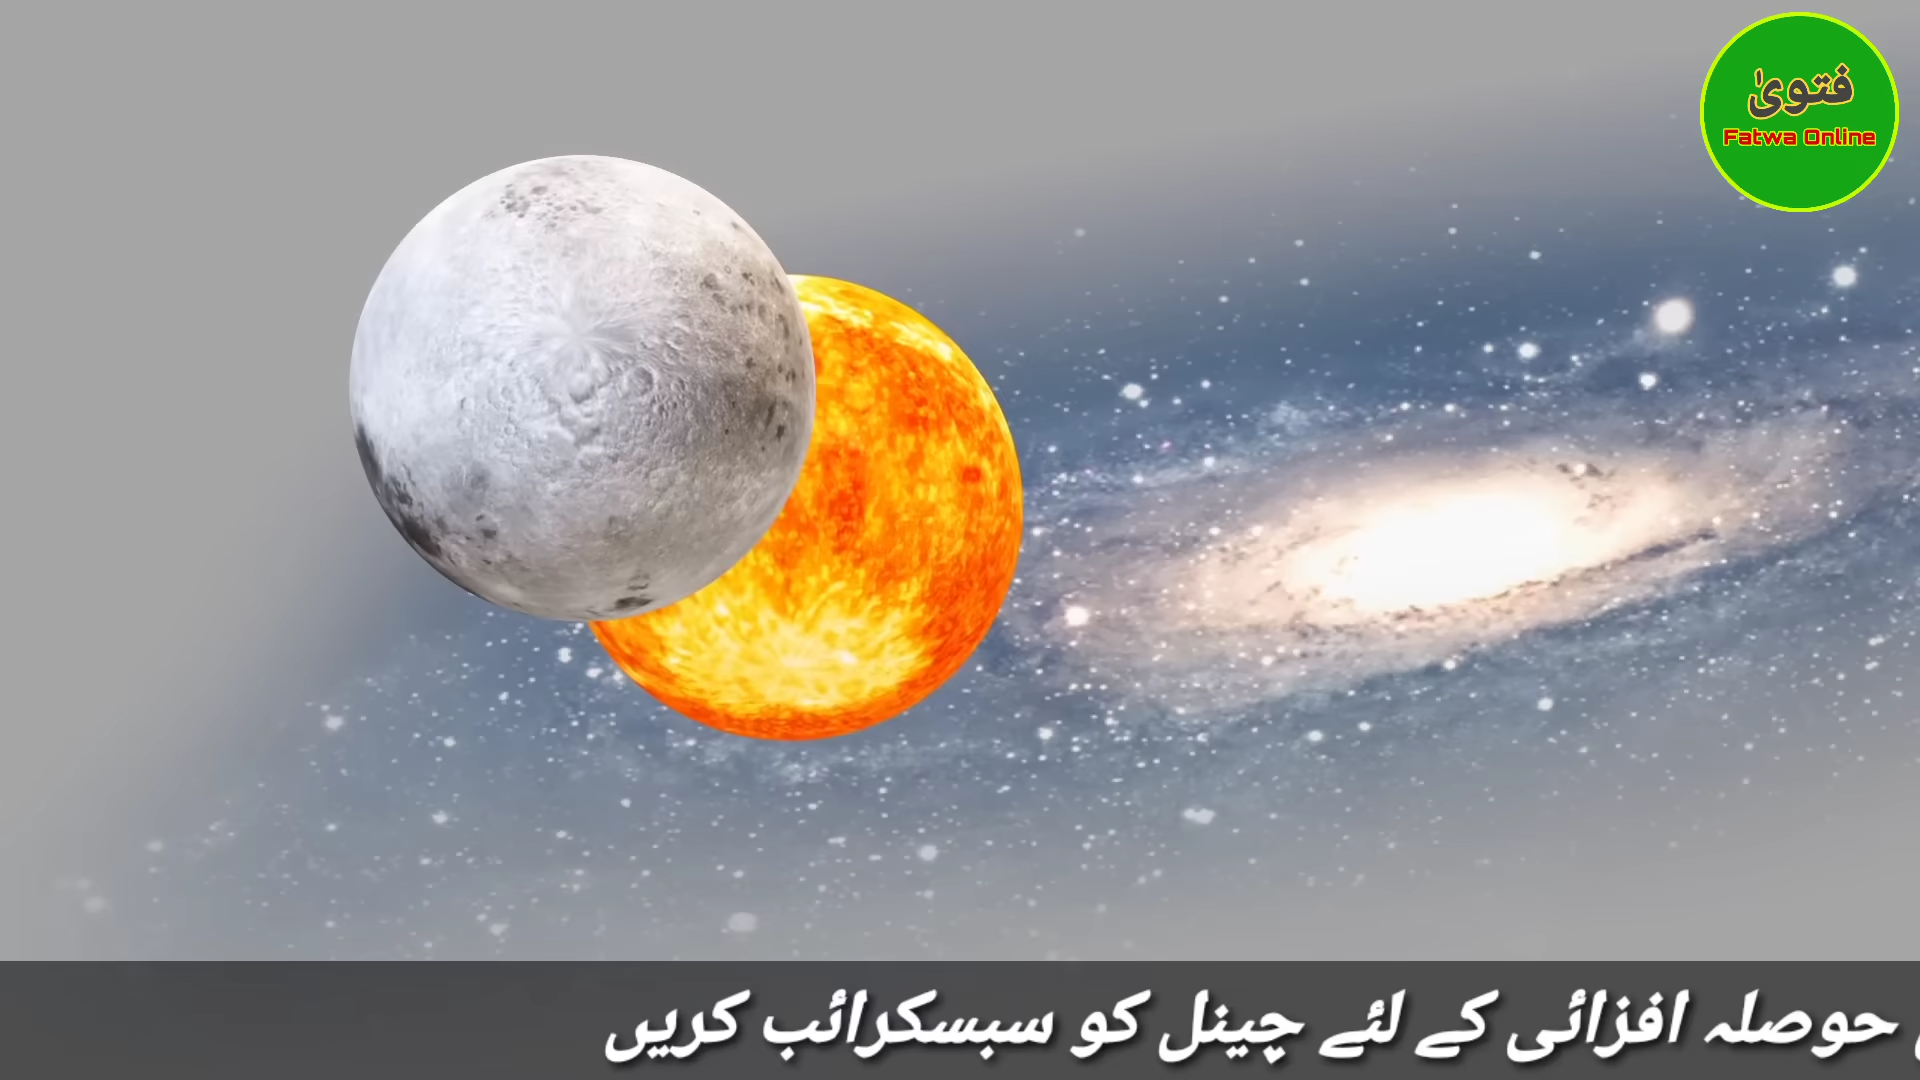 فتویٰ
Fatwa Online
حوصلہ افزائی کے لئے چینل کو سبسکرائب کریں